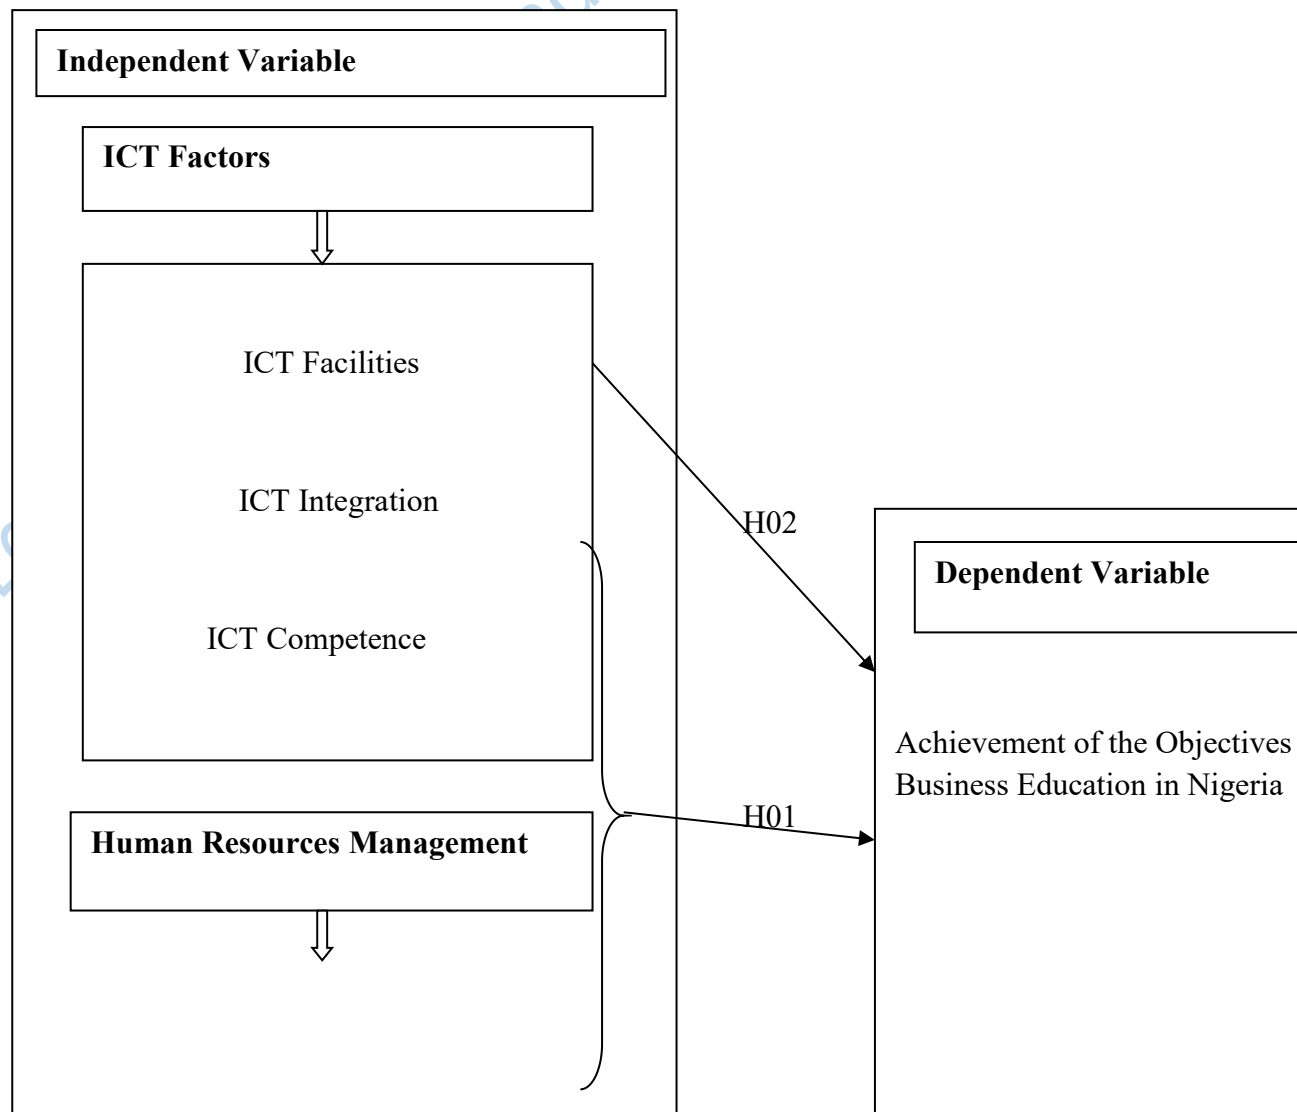 Independent Variable
ICT Factors
ICT Facilities
ICT Integration
ICT Competence
Human Resources Management
H02
H01
Dependent Variable
Achievement of the Objectives
Business Education in Nigeria